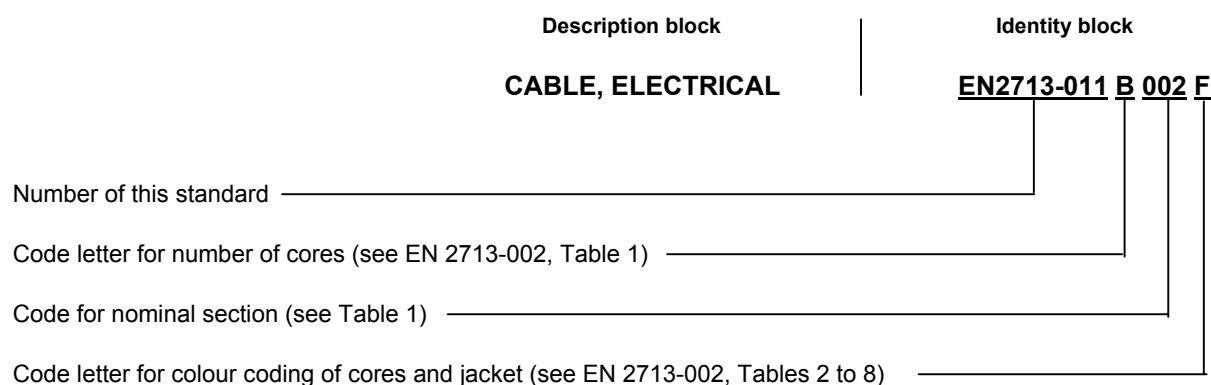 Description block Identity block
CABLE, ELECTRICAL EN2713-011 B 002 F
Number of this standard
Code letter for number of cores (see EN 2713-002, Table 1)
Code for nominal section (see Table 1)
Code letter for colour coding of cores and jacket (see EN 2713-002, Tables 2 to 8)